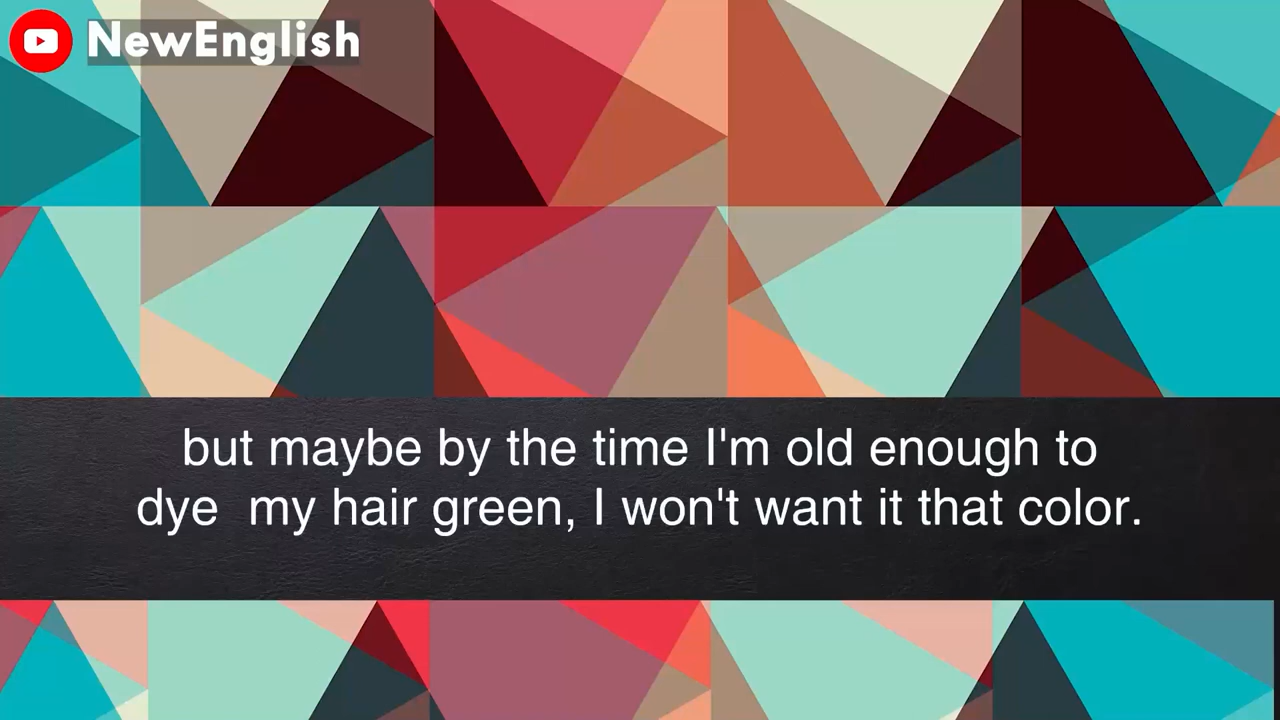 NewEnglish
but maybe by the time I'm old enough to
dye  my hair green, I won't want it that color.